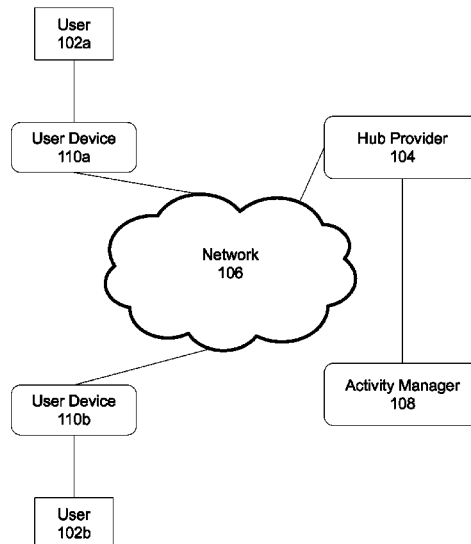 User
102a
User Device
110a
Hub Provider
104
Network
106
User Device
110b
Activity Manager
108
User
102b